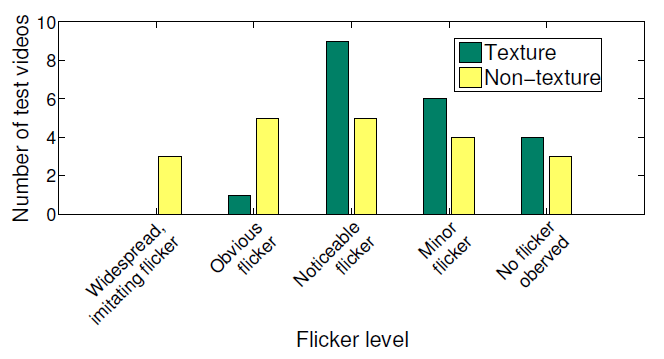 10
8
6
4
2
0
Number of test videos
Texture
Non-texture
Widespread,
imitating flicker
Obvious
flicker
Noticeable
flicker
Minor
flicker
No flicker
oberved
Flicker level